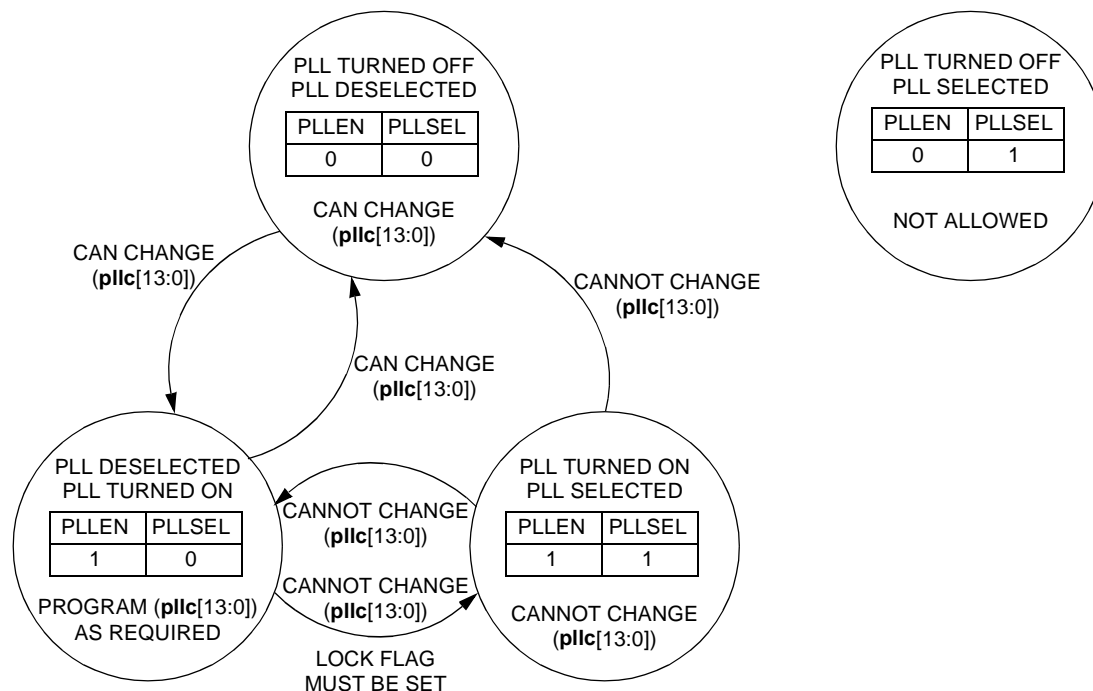 PLL TURNED OFF
PLL DESELECTED
PLLEN PLLSEL
0 0
CAN CHANGE
(pllc[13:0])
PLL TURNED OFF
PLL SELECTED
PLLEN PLLSEL
0 1
NOT ALLOWED
CAN CHANGE
(pllc[13:0])
CANNOT CHANGE
(pllc[13:0])
CAN CHANGE
(pllc[13:0])
PLL DESELECTED
PLL TURNED ON
PLLEN PLLSEL
1 0
PROGRAM (pllc[13:0])
AS REQUIRED
CANNOT CHANGE
(pllc[13:0])
CANNOT CHANGE
(pllc[13:0])
LOCK FLAG
MUST BE SET
PLL TURNED ON
PLL SELECTED
PLLEN PLLSEL
1 1
CANNOT CHANGE
(pllc[13:0])